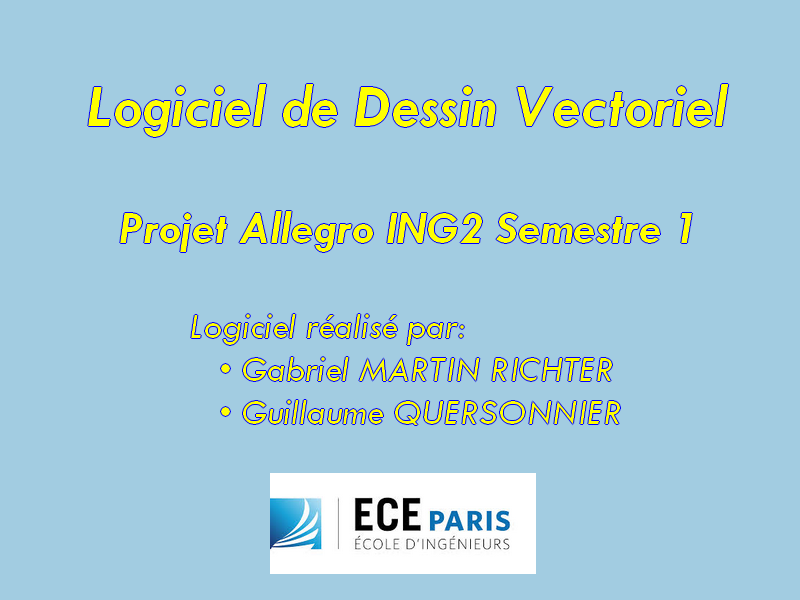 Logiciel de Dessin Vectoriel
Projet Allegro ING2 Semestre 1
Logiciel réalisé par:
• Gabriel MARTIN RICHTER
• Guillaume QUERSONNIER
ECE PARIS
ÉCOLE D'INGÉNIEURS